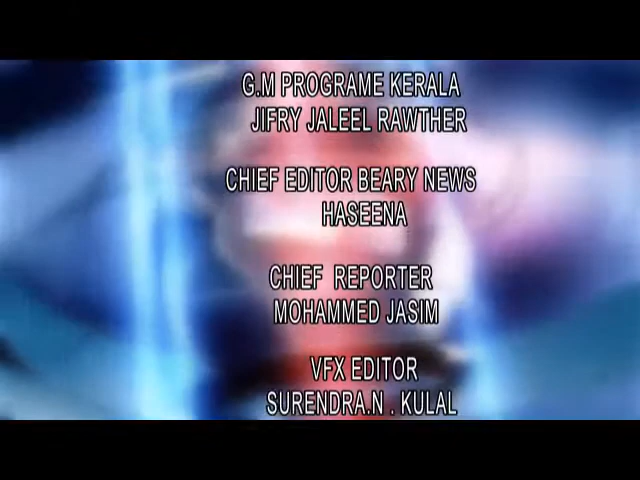 G.M PROGRAME KERALA
JIFRY JALEEL RAWTHER
CHIEF EDITOR BEARY NEWS
HASEENA
CHIEF REPORTER
MOHAMMED JASIM
VFX EDITOR
SURENDRA.N . KULAL